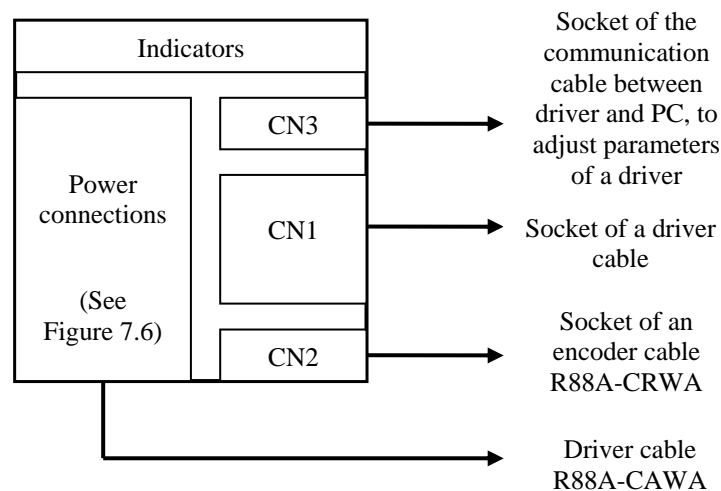 Indicators
Power
connections
(See
Figure 7.6)
CN3
CN1
CN2
Socket of the
communication
cable between
driver and PC, to
adjust parameters
of a driver
Socket of a driver
cable
Socket of an
encoder cable
R88A-CRWA
Driver cable
R88A-CAWA